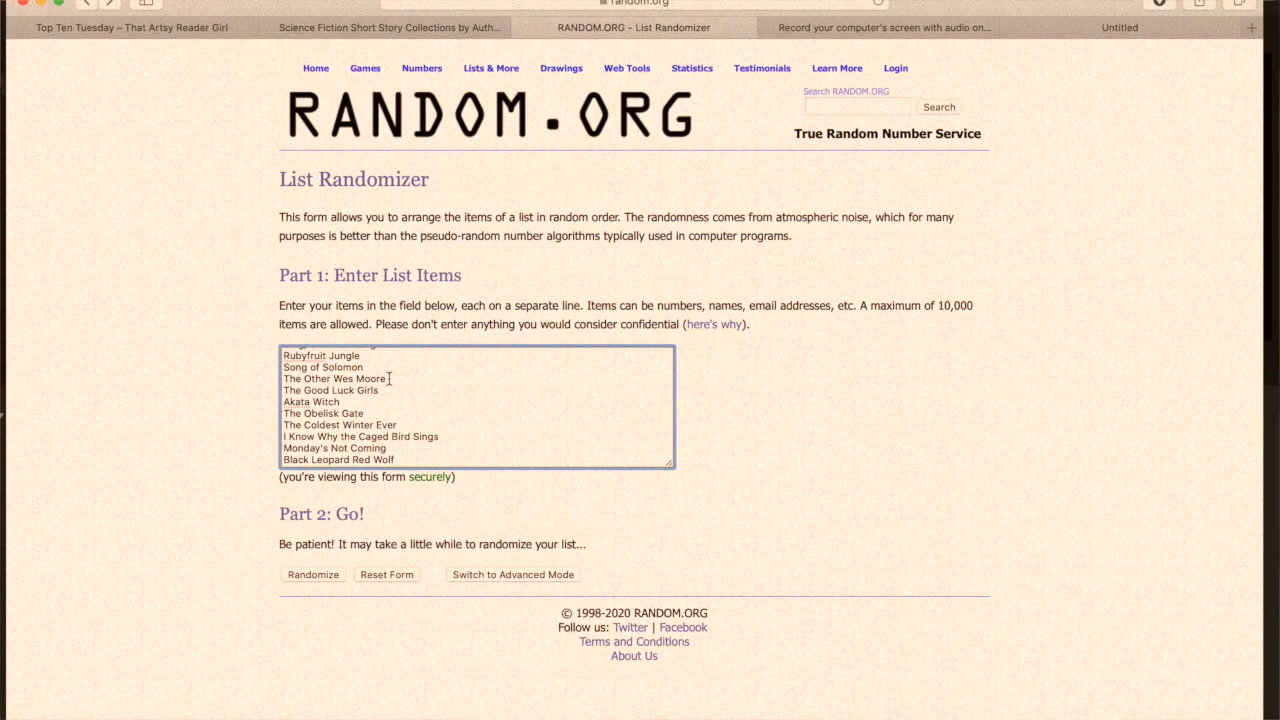 random.org
Top Ten Tuesday – That Artsy Reader Girl
Science Fiction Short Story Collections by Auth...
RANDOM.ORG - List Randomizer
Record your computer's screen with audio on...
Untitled
Home Games Numbers Lists & More Drawings Web Tools Statistics Testimonials Learn More Login
RANDOM.ORG
Search RANDOM.ORG
Search
True Random Number Service
List Randomizer
This form allows you to arrange the items of a list in random order. The randomness comes from atmospheric noise, which for many
purposes is better than the pseudo-random number algorithms typically used in computer programs.
Part 1: Enter List Items
Enter your items in the field below, each on a separate line. Items can be numbers, names, email addresses, etc. A maximum of 10,000
items are allowed. Please don't enter anything you would consider confidential (here's why).
Rubyfruit Jungle
Song of Solomon
The Other Wes Moore
The Good Luck Girls
Akata Witch
The Obelisk Gate
The Coldest Winter Ever
I Know Why the Caged Bird Sings
Monday's Not Coming
Black Leopard Red Wolf
(you're viewing this form securely)
Part 2: Go!
Be patient! It may take a little while to randomize your list...
Randomize Reset Form Switch to Advanced Mode
© 1998-2020 RANDOM.ORG
Follow us: Twitter | Facebook
Terms and Conditions
About Us